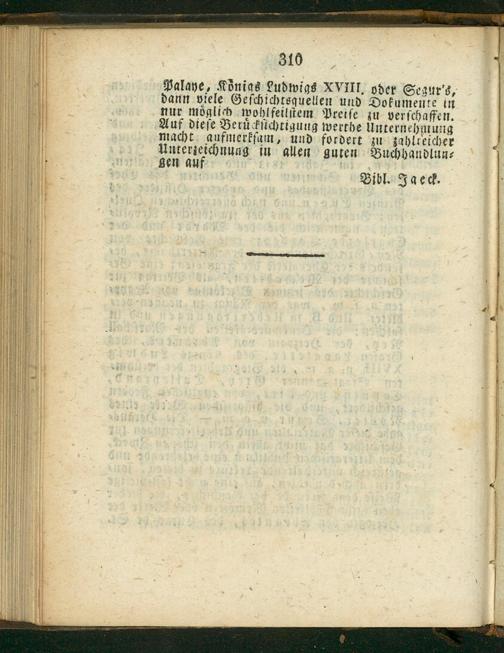 310
Palaye, Königs Ludwigs XVIII. oder Segur's,
dann viele Geschichtsquellen und Dokumente in
nur möglich wohlfeilstem Preise zu verschaffen.
Auf diese Berücksichtigung werthe Unternehmung
macht aufmerksam, und fordert zu zahlreicher
Unterzeichnung in allen guten Buchhandlun-
gen auf
Bibl. Jaeck.